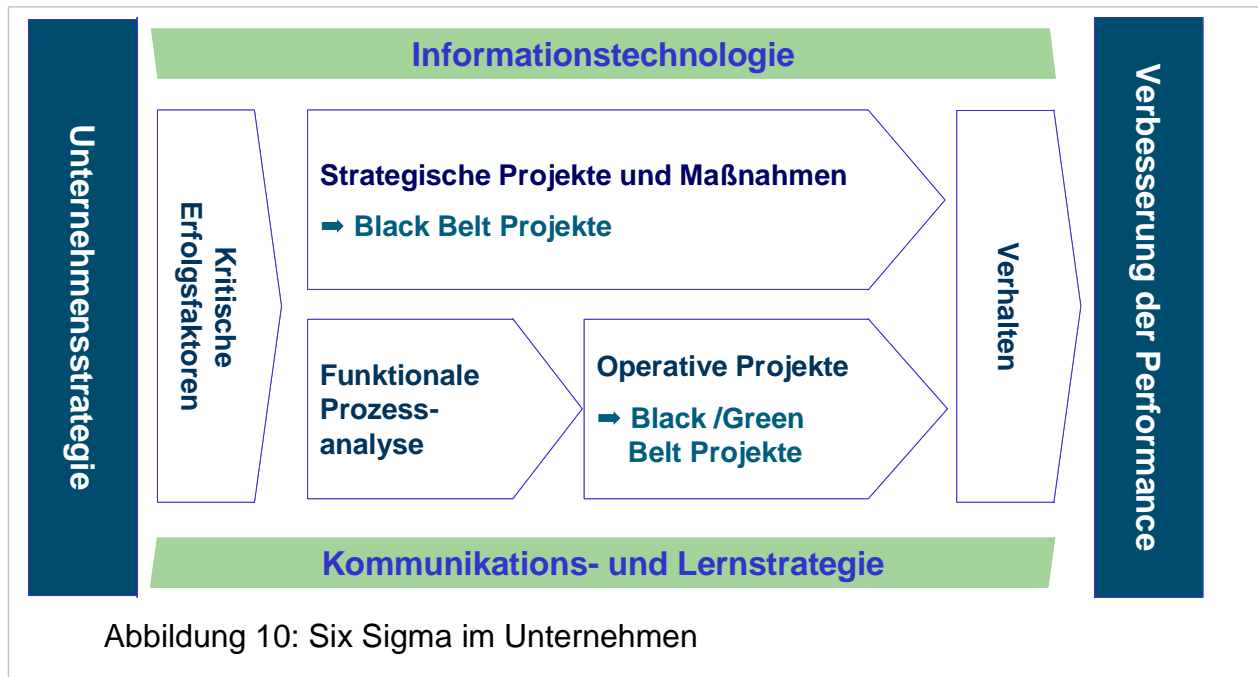 Informationstechnologie
Unternehmensstrategie
Kritische
Erfolgsfaktoren
Strategische Projekte und Maßnahmen
➡ Black Belt Projekte
Funktionale
Prozess-
analyse
Operative Projekte
➡ Black /Green
Belt Projekte
Verhalten
Verbesserung der Performance
Kommunikations- und Lernstrategie
Abbildung 10: Six Sigma im Unternehmen